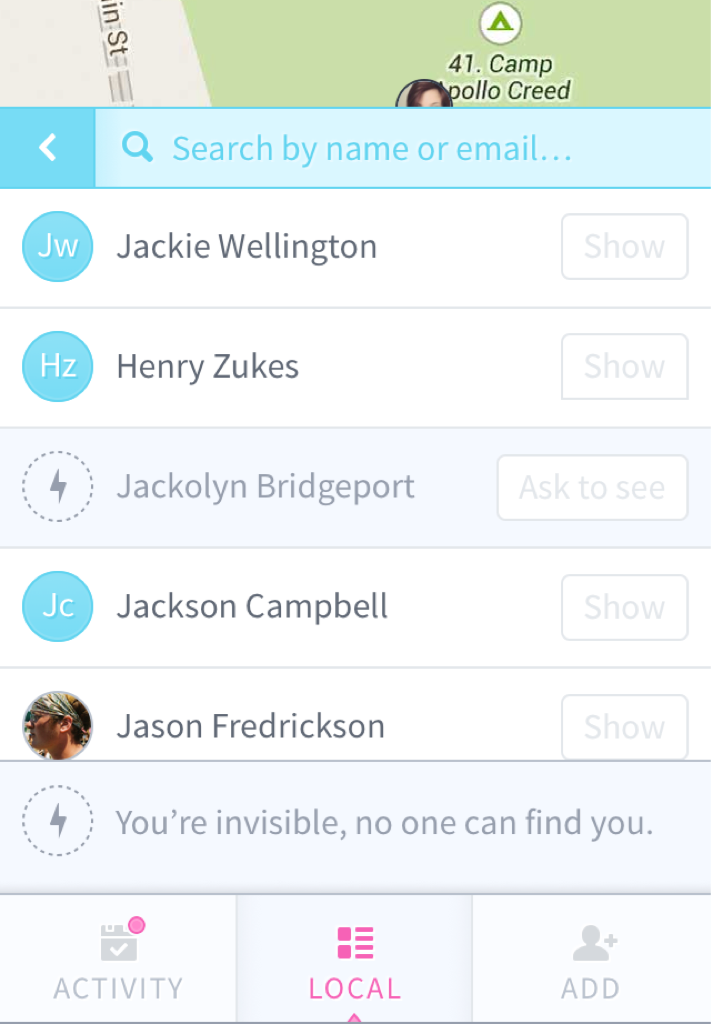 in St
41. Camp
pollo Creed
Search by name or email...
Jw Jackie Wellington Show
Hz Henry Zukes Show
Jackolyn Bridgeport Ask to see
Jc Jackson Campbell Show
Jason Fredrickson Show
You’re invisible, no one can find you.
ACTIVITY LOCAL ADD